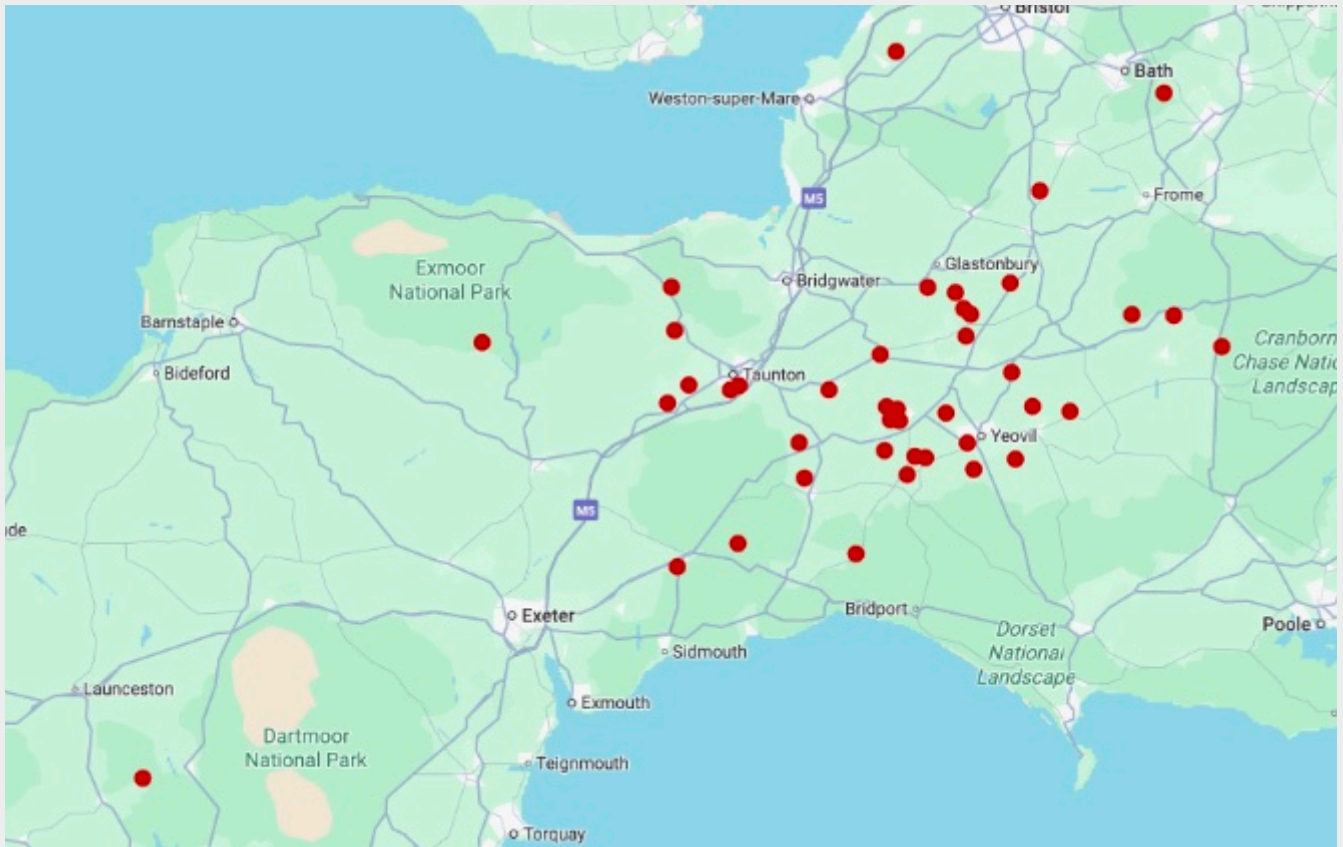 Bristol
Bath
Weston-super-Mare
M5
Frome
Glastonbury
Exmoor
National Park
Bridgwater
Barnstaple
Cranborn
Chase Natio
Landscap
Bideford
Taunton
Yeovil
M5
ude
Exeter
Bridport
Poole
Dorset
National
Landscape
Sidmouth
Launceston
Exmouth
Dartmoor
National Park
Teignmouth
Torquay